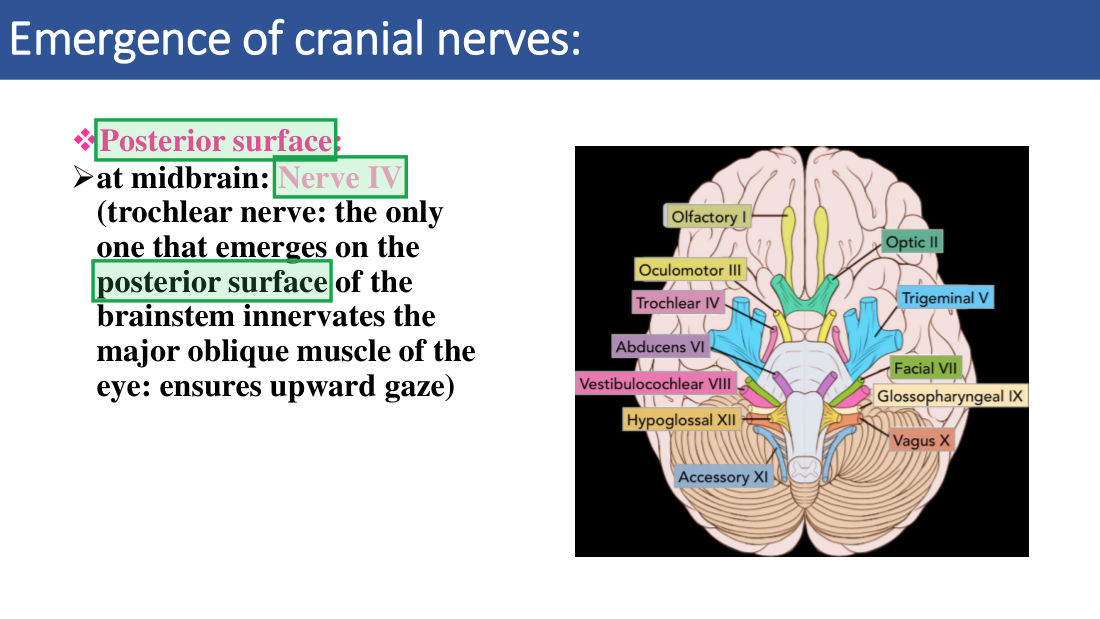 Emergence of cranial nerves:
❖Posterior surface:
➢at midbrain: Nerve IV
(trochlear nerve: the only
one that emerges on the
posterior surface of the
brainstem innervates the
major oblique muscle of the
eye: ensures upward gaze)
Olfactory I
Optic II
Oculomotor III
Trigeminal V
Trochlear IV
Abducens VI
Facial VII
Vestibulocochlear VIII
Glossopharyngeal IX
Hypoglossal XII
Vagus X
Accessory XI